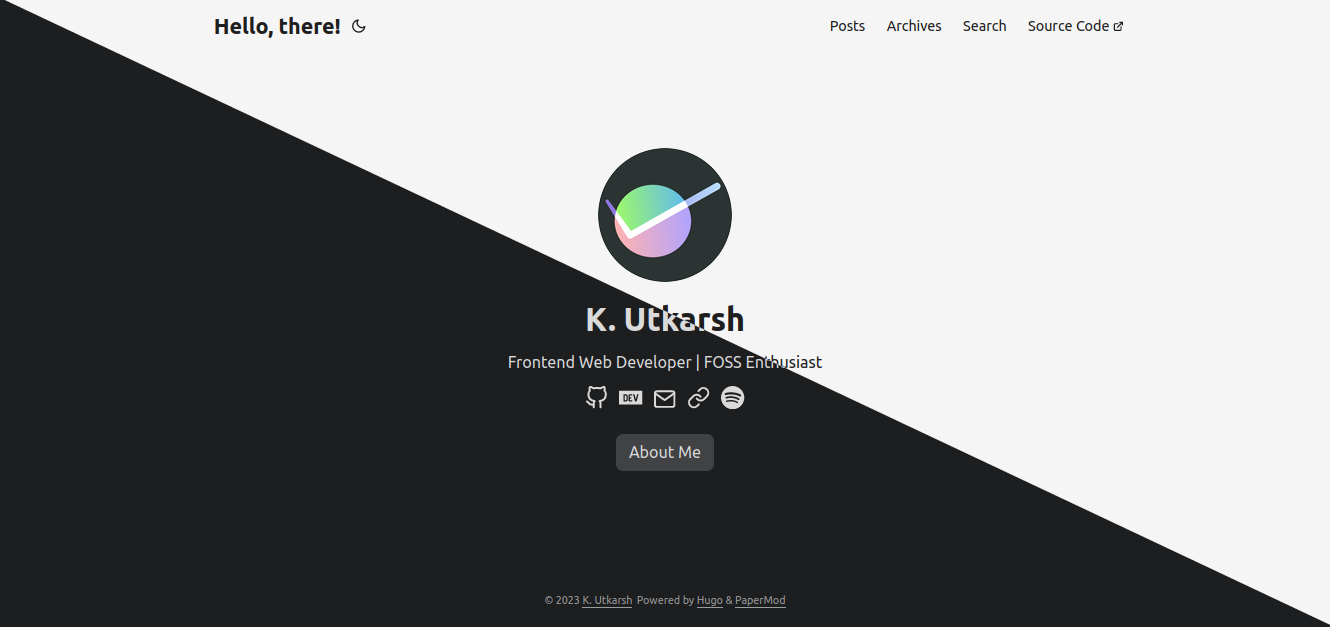 Hello, there!
Posts Archives Search Source Code
K. Utkarsh
Frontend Web Developer | FOSS Enthusiast
DEV
About Me
© 2023 K. Utkarsh Powered by Hugo & PaperMod